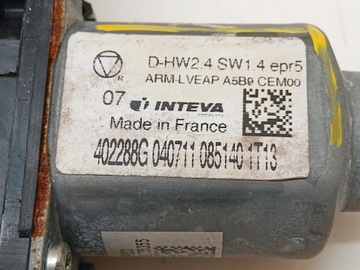 D-HW2.4 SW1.4 epr5
ARM-LVEAP A5B9 CEM00
07 INTEVA
Made in France
402288G 040711 085140 1T13